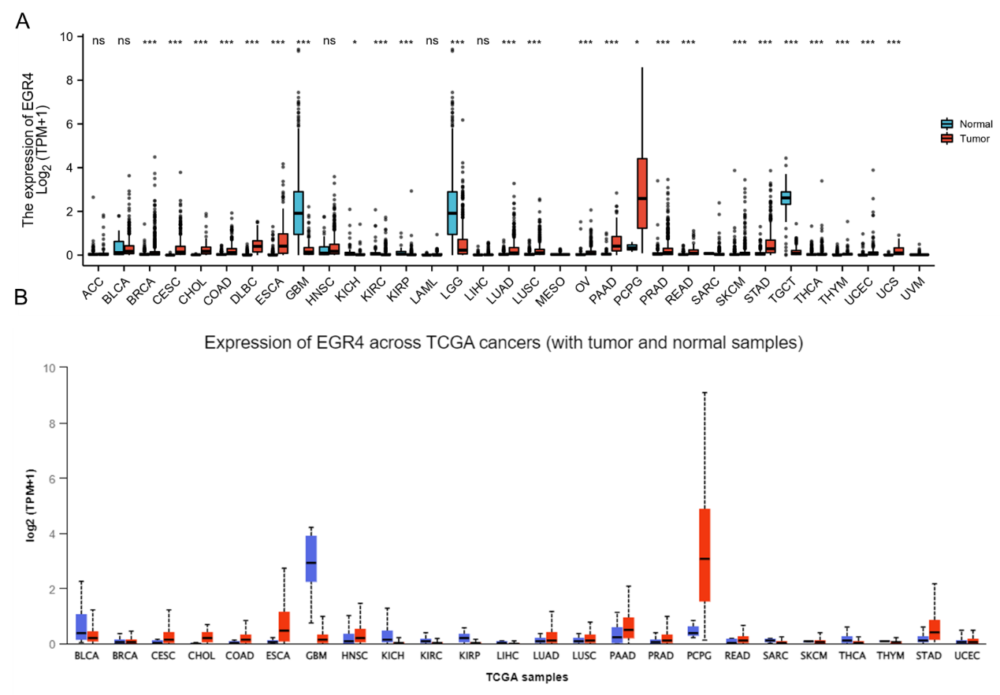 A
ns ns *** *** *** *** *** *** *** ns * *** *** ns *** ns *** *** *** *** * *** *** *** *** *** *** *** *** ***
The expression of EGR4
Log2 (TPM+1)
10
8
6
4
2
0
Normal
Tumor
ACC BLCA BRCA CESC CHOL COAD DLBC ESCA GBM HNSC KICH KIRC KIRP LAML LGG LIHC LUAD LUSC MESO OV PAAD PCPG PRAD READ SARC SKCM STAD TGCT THCA THYM UCEC UCS UVM
B
Expression of EGR4 across TCGA cancers (with tumor and normal samples)
log2 (TPM+1)
10
8
6
4
2
0
BLCA BRCA CESC CHOL COAD ESCA GBM HNSC KICH KIRC KIRP LIHC LUAD LUSC PAAD PRAD PCPG READ SARC SKCM THCA THYM STAD UCEC
TCGA samples